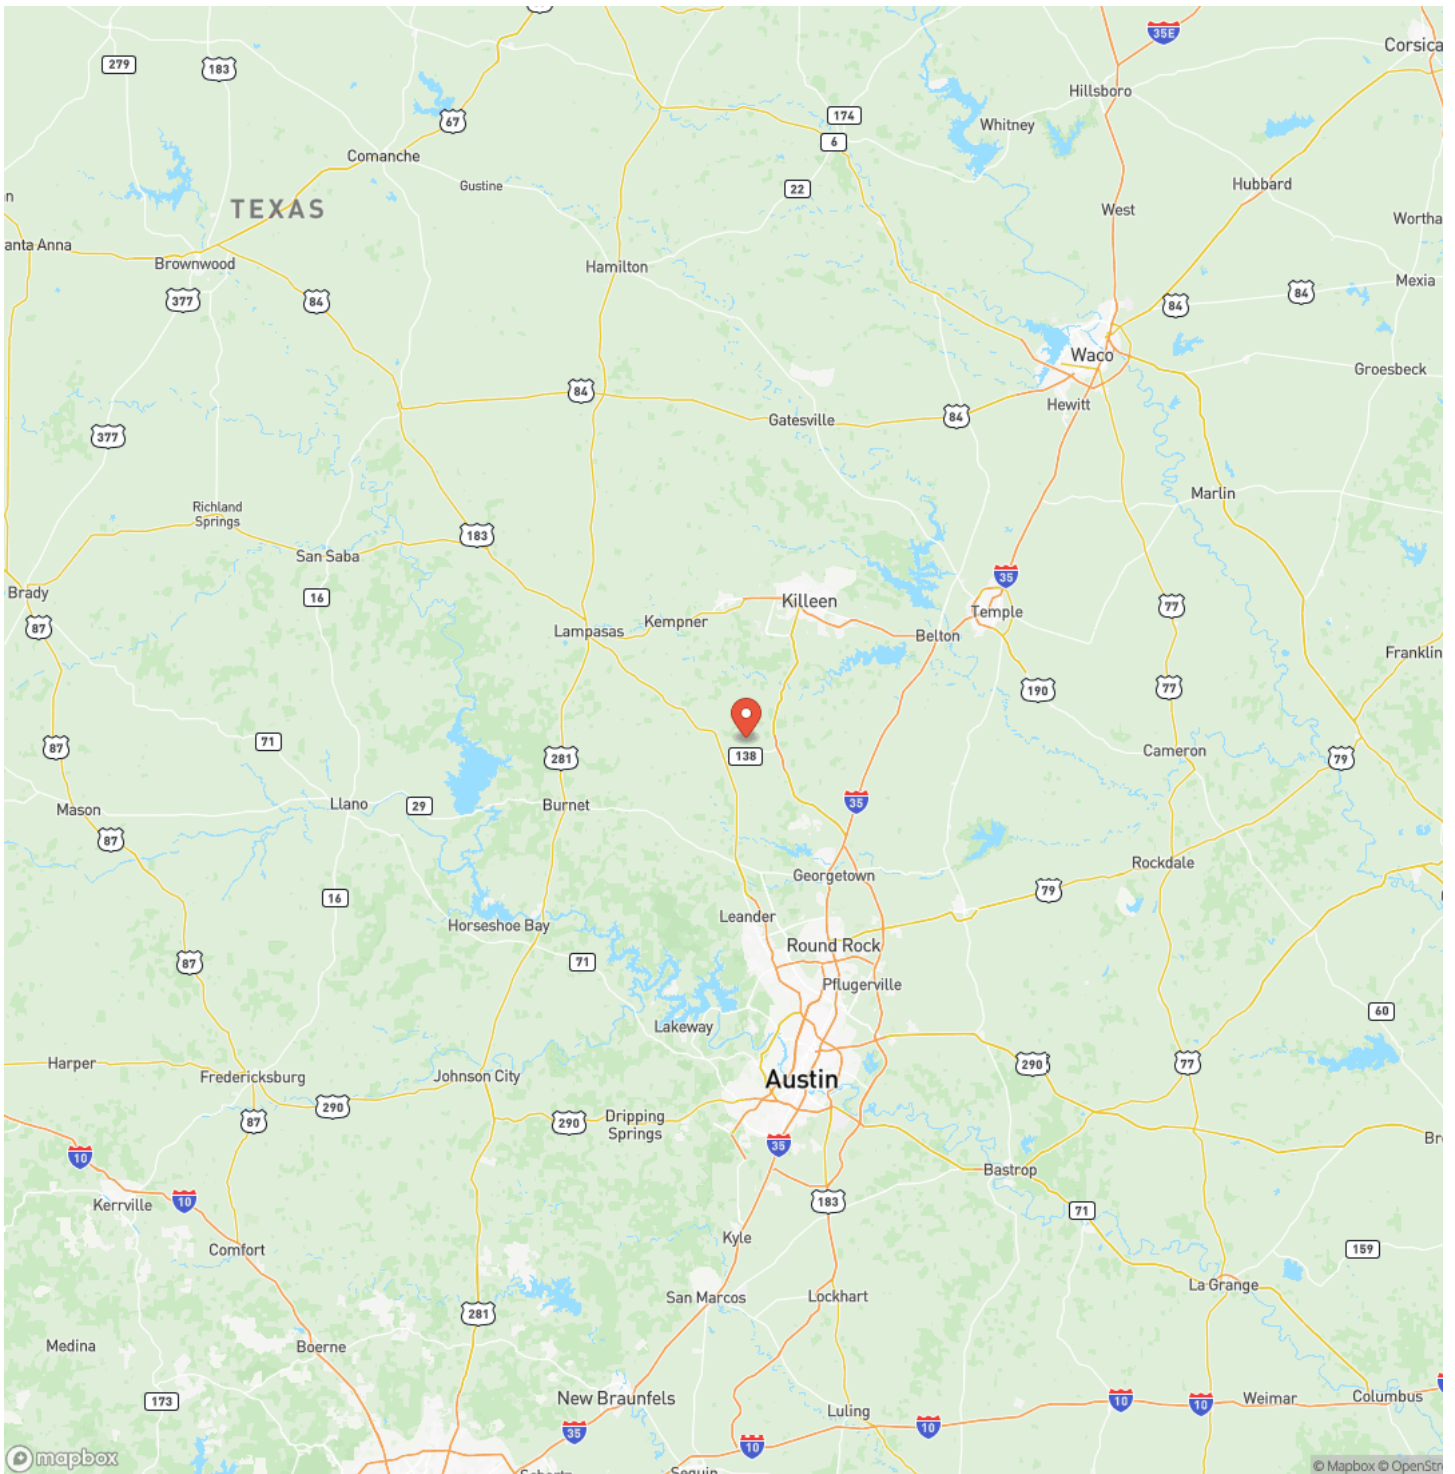 35E
Corsica
279
183
Hillsboro
67
174
Whitney
6
Comanche
Gustine
22
Hubbard
TEXAS
West
Wortha
anta Anna
Brownwood
Hamilton
377
84
84
84
Mexia
Waco
Groesbeck
84
Hewitt
84
Gatesville
377
Marlin
Richland
Springs
183
San Saba
35
Brady
16
Killeen
77
87
Kempner
Temple
Lampasas
Belton
Franklin
190
77
71
87
281
138
Cameron
79
Mason
Llano
29
Burnet
35
87
Rockdale
Georgetown
79
16
Leander
Horseshoe Bay
Round Rock
87
71
Pflugerville
60
Lakeway
Harper
Fredericksburg
Johnson City
Austin
290
77
290
87
290
Dripping
Springs
35
Br
10
Bastrop
Kerrville
10
183
71
Kyle
Comfort
159
La Grange
San Marcos
Lockhart
281
Medina
Boerne
173
New Braunfels
Luling
10
10
Weimar
Columbus
35
10
10
mapbox
© Mapbox © OpenStr